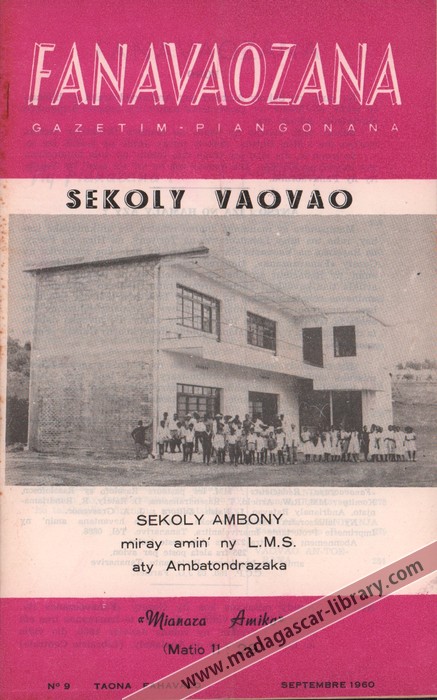 FANAVAOZANA
GAZETIM-PIANGONANA
SEKOLY VAOVAO
SEKOLY AMBONY
miray amin' ny L.M.S.
aty Ambatondrazaka
«Mianara
(Matio 11
Nº 9 TAONA SEPTEMBRE 1960
www.madagascar-library.com